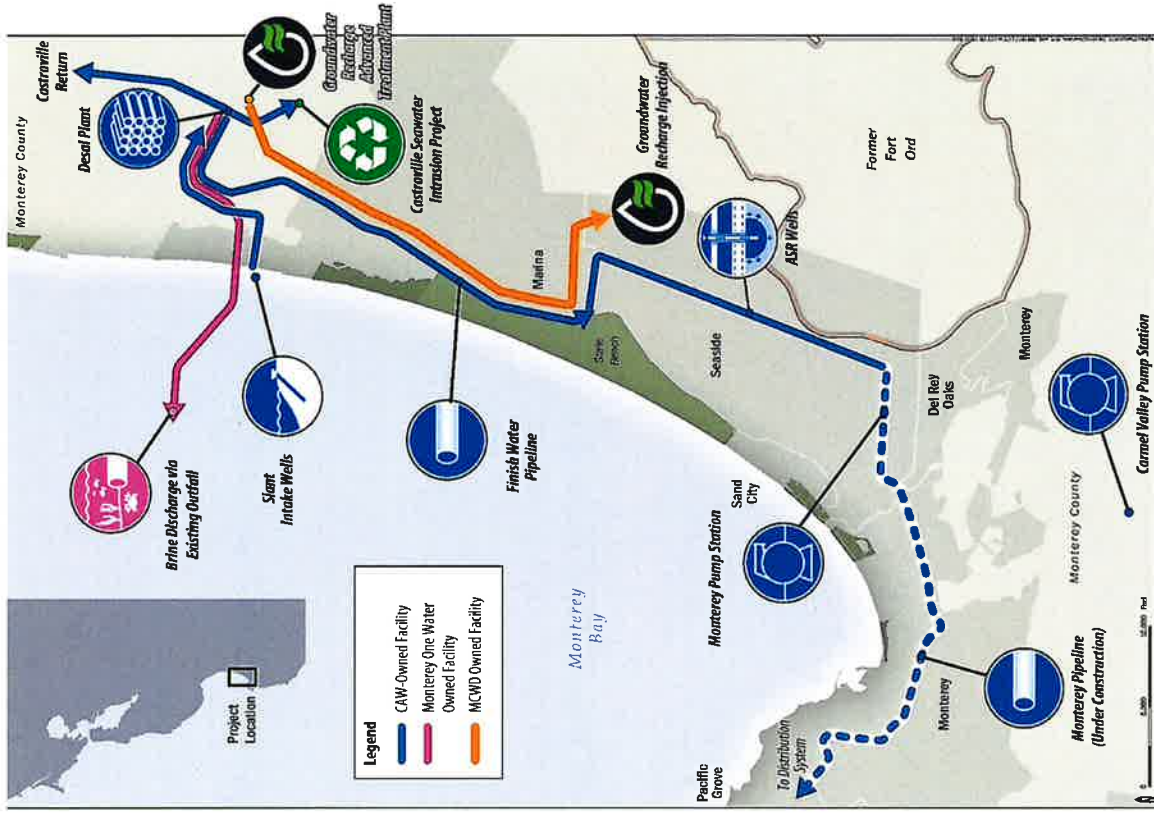 Monterey County
Castroville
Return
Desal Plant
Groundwater
Recharge
Advanced
Treatment Plant
Castroville Seawater
Intrusion Project
Brine Discharge via
Existing Outfall
Slant
Intake Wells
Finish Water
Pipeline
Marina
Groundwater
Recharge Injection
Former
Fort
Ord
ASR Wells
Seaside
Project
Location
Legend
CAW-Owned Facility
Monterey One Water
Owned Facility
MCWD Owned Facility
Monterey
Bay
Sand
City
Monterey Pump Station
Del Rey
Oaks
Monterey
Carmel Valley Pump Station
Monterey County
Pacific
Grove
To Distribution
System
Monterey
Monterey Pipeline
(Under Construction)
0
Feet